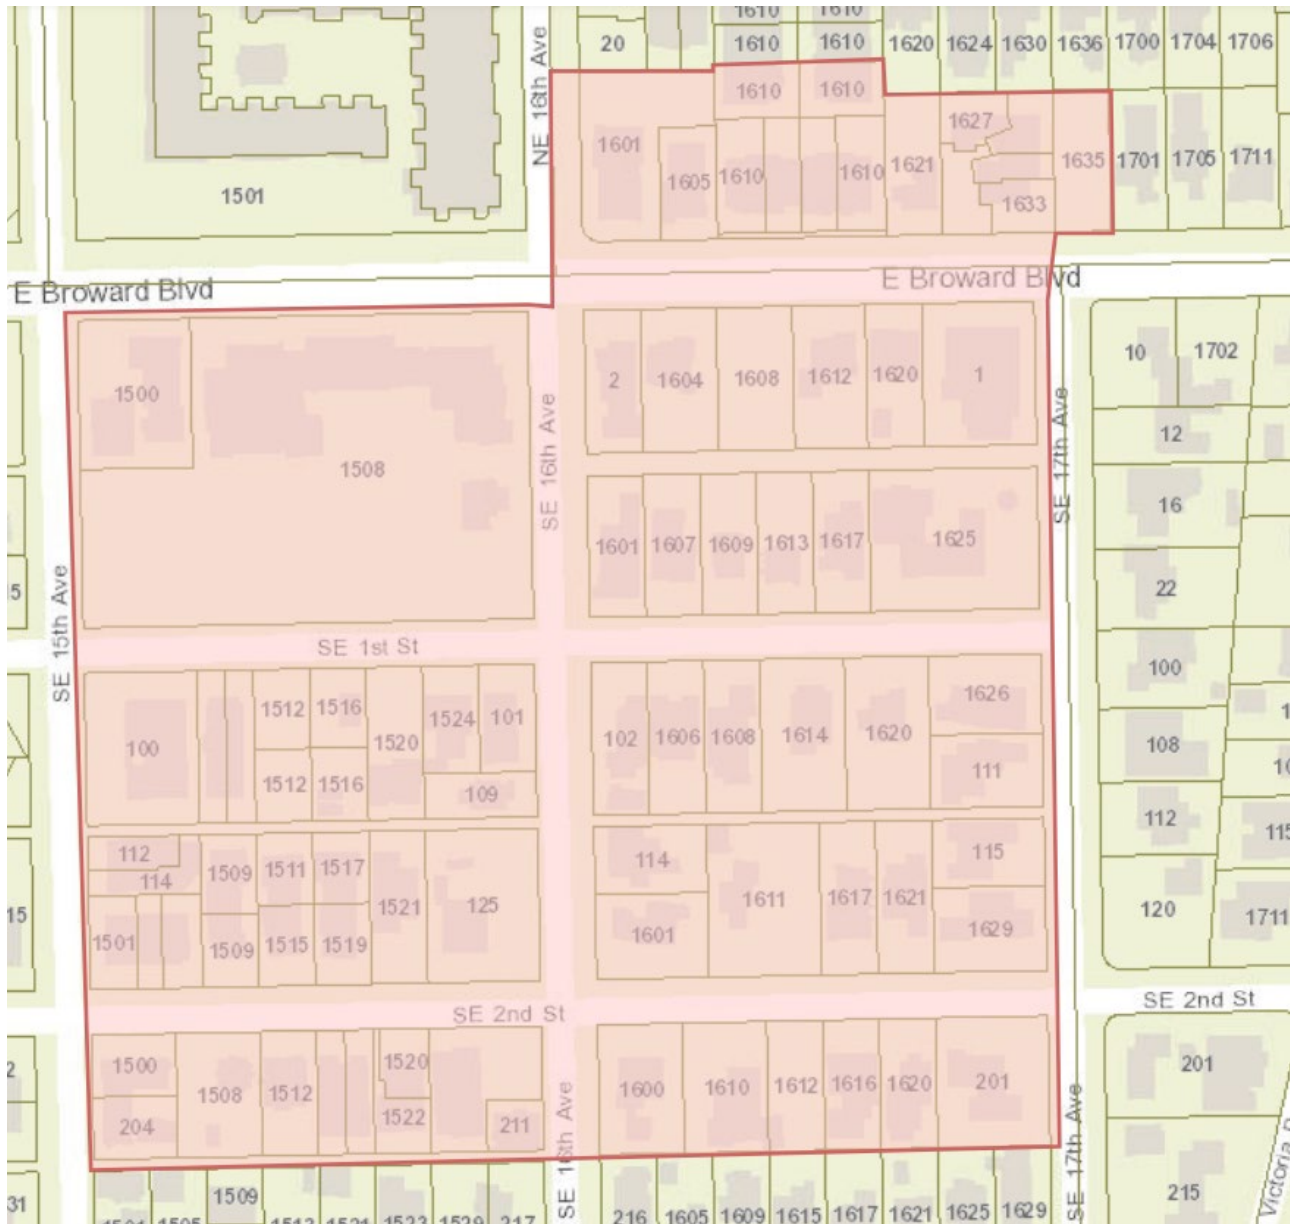 1610 1610
20 1610 1610 1620 1624 1630 1636 1700 1704 1706
NE 16th Ave
1610 1610
1601 1605 1610 1610 1621 1627 1633 1635 1701 1705 1711
1501
E Broward Blvd
E Broward Blvd
1500 2 1604 1608 1612 1620 1 10 1702
12
SE 16th Ave
SE 17th Ave
1508
16
1601 1607 1609 1613 1617 1625
22
SE 15th Ave
SE 1st St
100
1512 1516 1524 101 1626
100 1520 102 1606 1608 1614 1620 108
1512 1516 109 111
112
112 1509 1511 1517 114 115 115
114
1521 125 1611 1617 1621 120 1711
15
1501 1509 1515 1519 1601 1629
SE 2nd St
SE 2nd St
1500 1508 1512 1520 1600 1610 1612 1616 1620 201 201
204 1522 211
SE 16th Ave
SE 17th Ave
Victoria
1509 215
31
216 1605 1609 1615 1617 1621 1625 1629